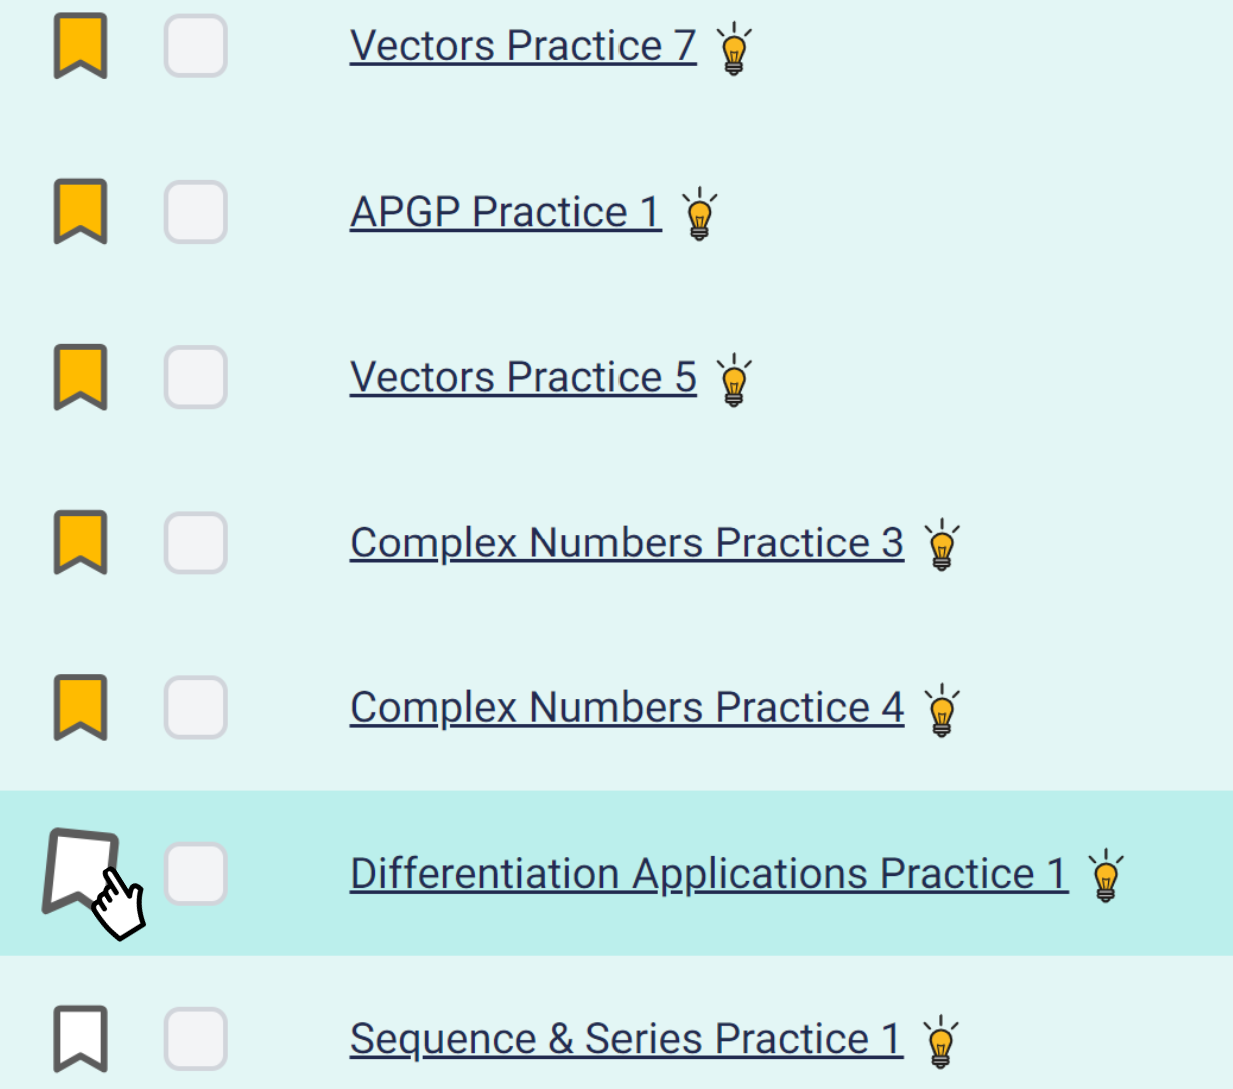 Vectors Practice 7
APGP Practice 1
Vectors Practice 5
Complex Numbers Practice 3
Complex Numbers Practice 4
Differentiation Applications Practice 1
Sequence & Series Practice 1